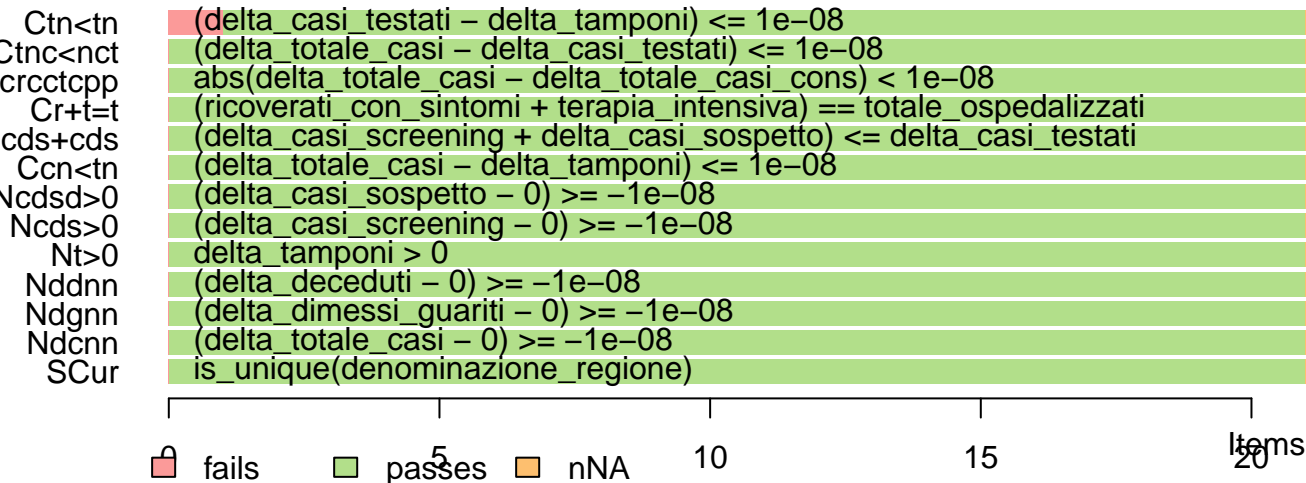 Ctn<tn (delta_casi_testati − delta_tamponi) <= 1e−08
Ctnc<nct (delta_totale_casi − delta_casi_testati) <= 1e−08
crcctcpp abs(delta_totale_casi − delta_totale_casi_cons) < 1e−08
Cr+t=t (ricoverati_con_sintomi + terapia_intensiva) == totale_ospedalizzati
cds+cds (delta_casi_screening + delta_casi_sospetto) <= delta_casi_testati
Ccn<tn (delta_totale_casi − delta_tamponi) <= 1e−08
Ncdsd>0 (delta_casi_sospetto − 0) >= −1e−08
Ncds>0 (delta_casi_screening − 0) >= −1e−08
Nt>0 delta_tamponi > 0
Nddnn (delta_deceduti − 0) >= −1e−08
Ndgnn (delta_dimessi_guariti − 0) >= −1e−08
Ndcnn (delta_totale_casi − 0) >= −1e−08
SCur is_unique(denominazione_regione)
0 5 10 15 20
Items
fails passes nNA